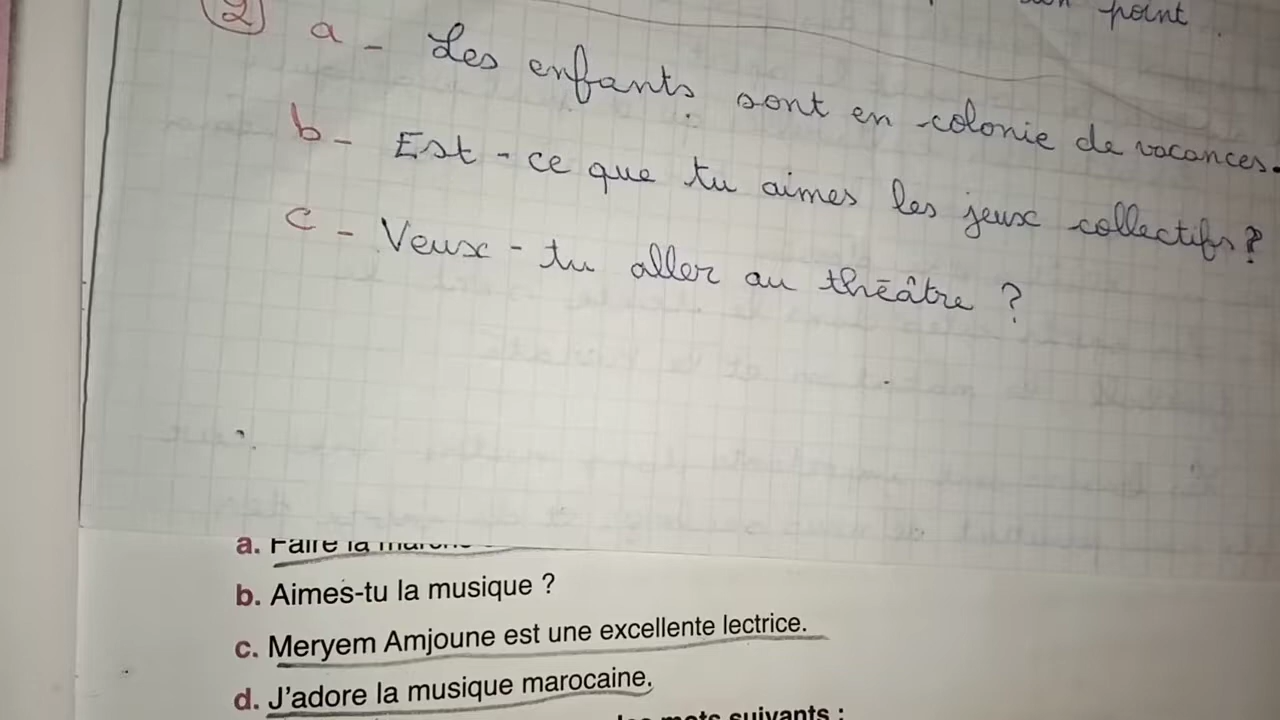 point.
2 a - Les enfants sont en colonie de vacances.
b - Est-ce que tu aimes les jeux collectifs ?
c - Veux-tu aller au théâtre ?
a. Faire la
b. Aimes-tu la musique ?
c. Meryem Amjoune est une excellente lectrice.
d. J'adore la musique marocaine.
mots suivants :